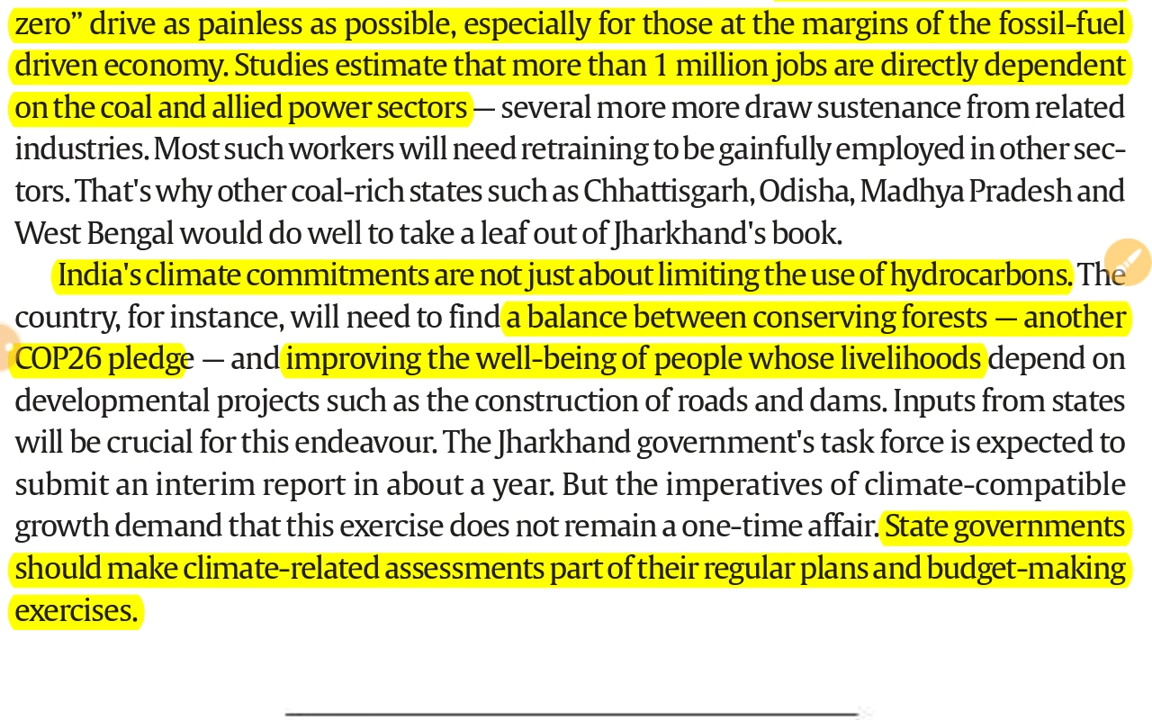 zero” drive as painless as possible, especially for those at the margins of the fossil-fuel
driven economy. Studies estimate that more than 1 million jobs are directly dependent
on the coal and allied power sectors — several more more draw sustenance from related
industries. Most such workers will need retraining to be gainfully employed in other sec-
tors. That's why other coal-rich states such as Chhattisgarh, Odisha, Madhya Pradesh and
West Bengal would do well to take a leaf out of Jharkhand's book.
India's climate commitments are not just about limiting the use of hydrocarbons. The
country, for instance, will need to find a balance between conserving forests — another
COP26 pledge — and improving the well-being of people whose livelihoods depend on
developmental projects such as the construction of roads and dams. Inputs from states
will be crucial for this endeavour. The Jharkhand government's task force is expected to
submit an interim report in about a year. But the imperatives of climate-compatible
growth demand that this exercise does not remain a one-time affair. State governments
should make climate-related assessments part of their regular plans and budget-making
exercises.